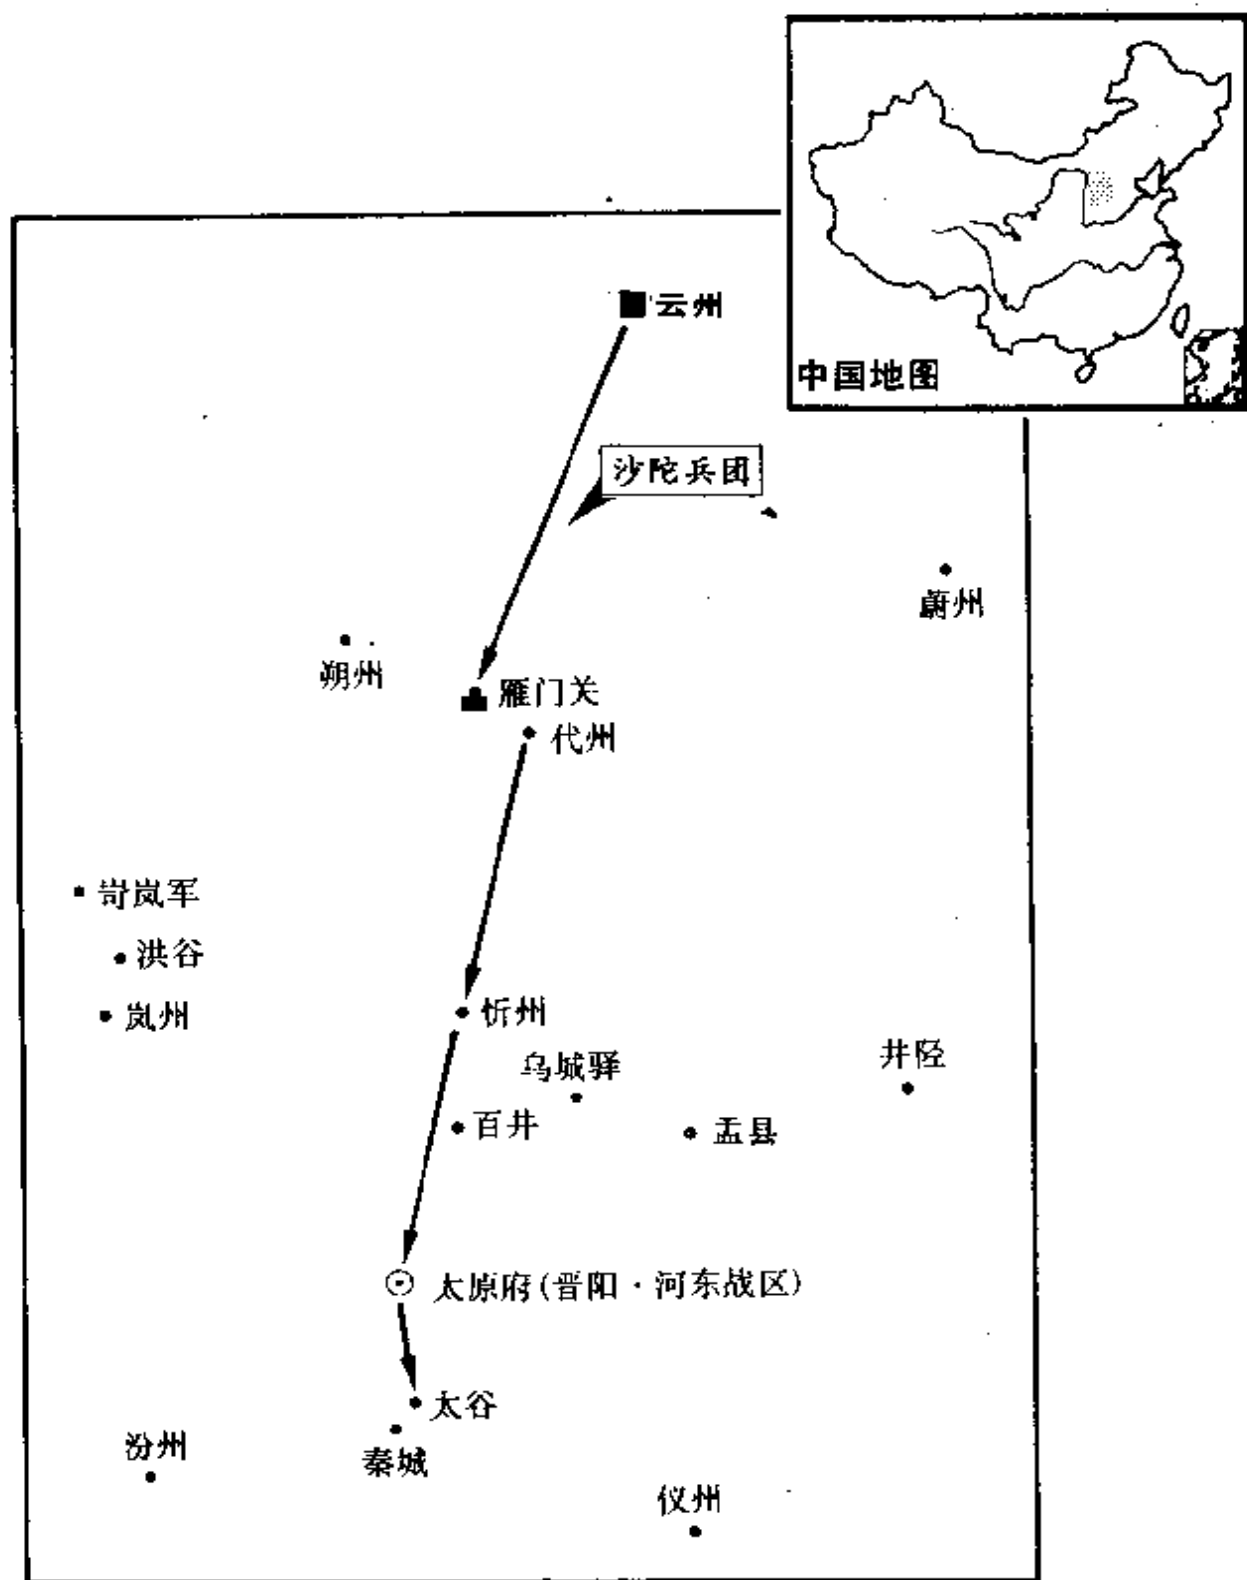 中国地图
云州
沙陀兵团
蔚州
朔州
雁门关
代州
岢岚军
洪谷
岚州
忻州
乌城驿
井陉
百井
盂县
太原府(晋阳·河东战区)
太谷
秦城
汾州
仪州